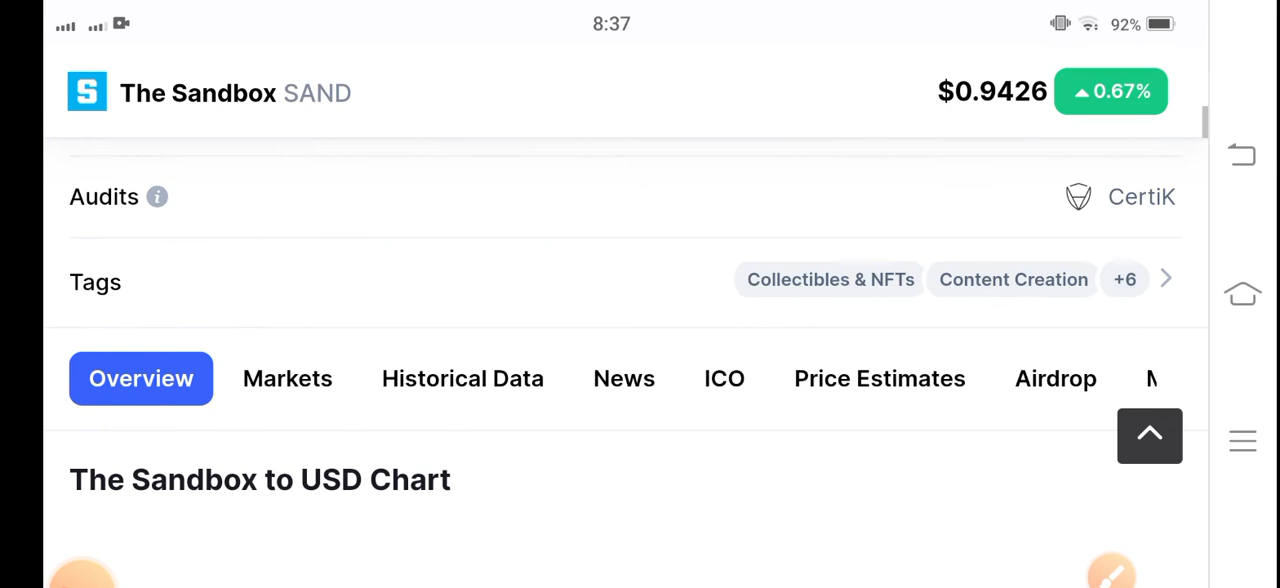 8:37
92%
The Sandbox SAND
$0.9426
0.67%
Audits
CertiK
Tags
Collectibles & NFTs
Content Creation
+6
Overview
Markets
Historical Data
News
ICO
Price Estimates
Airdrop
The Sandbox to USD Chart